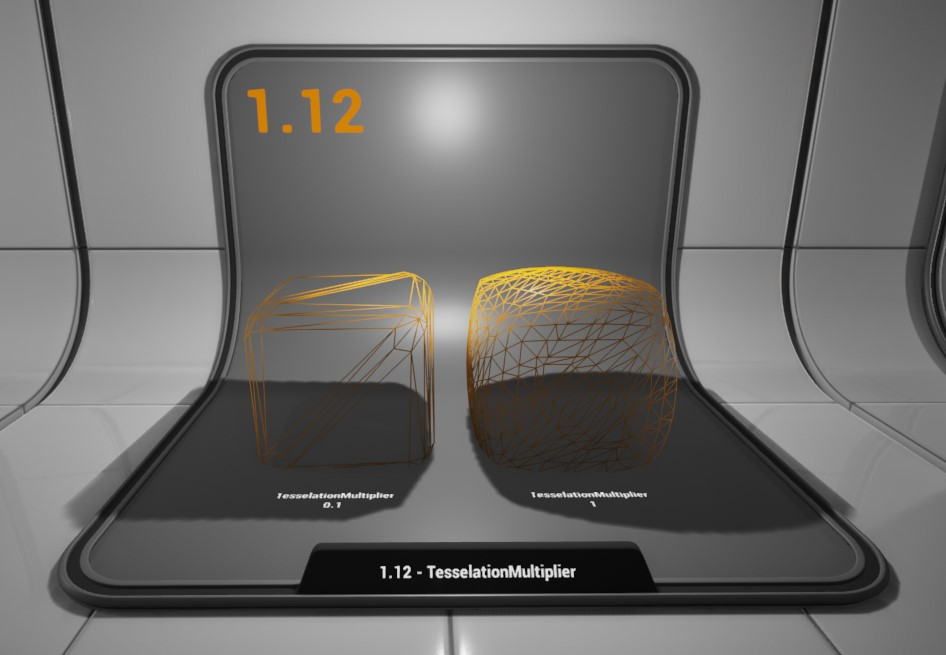 1.12
TesselationMultiplier
0.1
TesselationMultiplier
1
1.12 - TesselationMultiplier